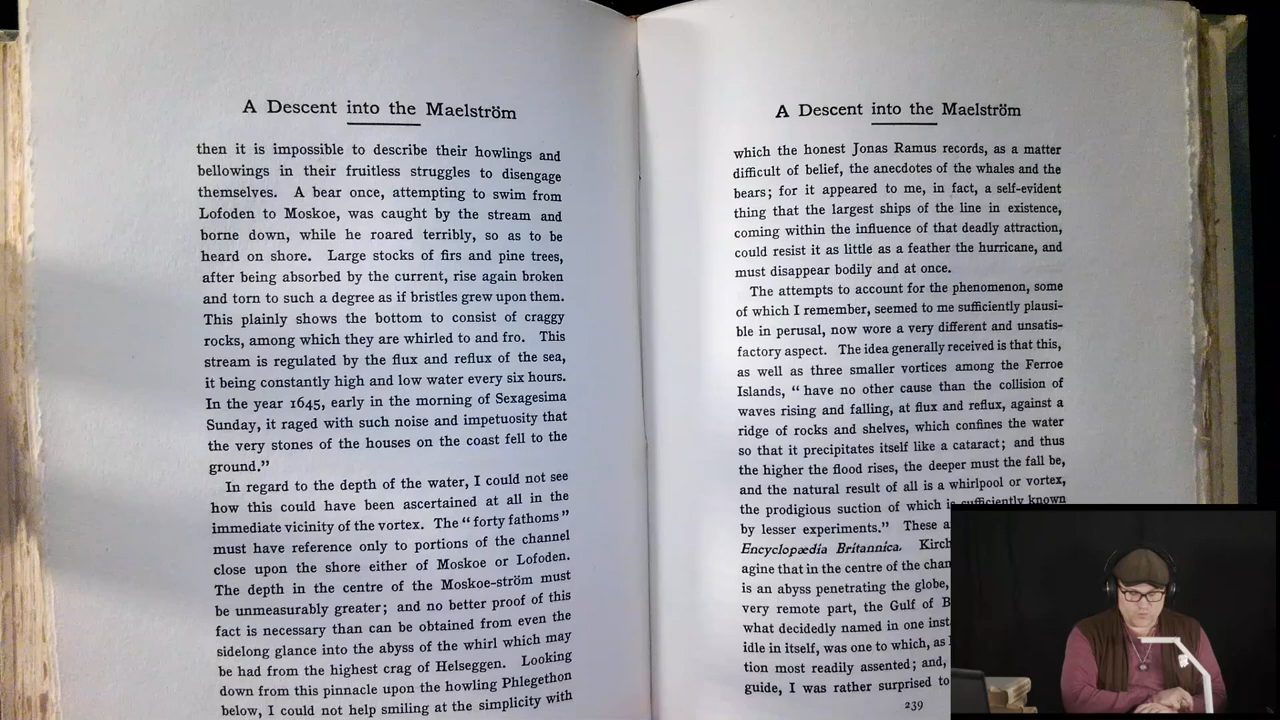 A Descent into the Maelström
then it is impossible to describe their howlings and
bellowings in their fruitless struggles to disengage
themselves. A bear once, attempting to swim from
Lofoden to Moskoe, was caught by the stream and
borne down, while he roared terribly, so as to be
heard on shore. Large stocks of firs and pine trees,
after being absorbed by the current, rise again broken
and torn to such a degree as if bristles grew upon them.
This plainly shows the bottom to consist of craggy
rocks, among which they are whirled to and fro. This
stream is regulated by the flux and reflux of the sea,
it being constantly high and low water every six hours.
In the year 1645, early in the morning of Sexagesima
Sunday, it raged with such noise and impetuosity that
the very stones of the houses on the coast fell to the
ground.”
In regard to the depth of the water, I could not see
how this could have been ascertained at all in the
immediate vicinity of the vortex. The “forty fathoms”
must have reference only to portions of the channel
close upon the shore either of Moskoe or Lofoden.
The depth in the centre of the Moskoe-ström must
be unmeasurably greater; and no better proof of this
fact is necessary than can be obtained from even the
sidelong glance into the abyss of the whirl which may
be had from the highest crag of Helseggen. Looking
down from this pinnacle upon the howling Phlegethon
below, I could not help smiling at the simplicity with
A Descent into the Maelström
which the honest Jonas Ramus records, as a matter
difficult of belief, the anecdotes of the whales and the
bears; for it appeared to me, in fact, a self-evident
thing that the largest ships of the line in existence,
coming within the influence of that deadly attraction,
could resist it as little as a feather the hurricane, and
must disappear bodily and at once.
The attempts to account for the phenomenon, some
of which I remember, seemed to me sufficiently plausi-
ble in perusal, now wore a very different and unsatis-
factory aspect. The idea generally received is that this,
as well as three smaller vortices among the Ferroe
Islands, “have no other cause than the collision of
waves rising and falling, at flux and reflux, against a
ridge of rocks and shelves, which confines the water
so that it precipitates itself like a cataract; and thus
the higher the flood rises, the deeper must the fall be,
and the natural result of all is a whirlpool or vortex,
the prodigious suction of which is sufficiently known
by lesser experiments.” These a
Encyclopædia Britannica. Kirch
agine that in the centre of the chan
is an abyss penetrating the globe,
very remote part, the Gulf of B
what decidedly named in one inst
idle in itself, was one to which, as I
tion most readily assented; and,
guide, I was rather surprised to
239